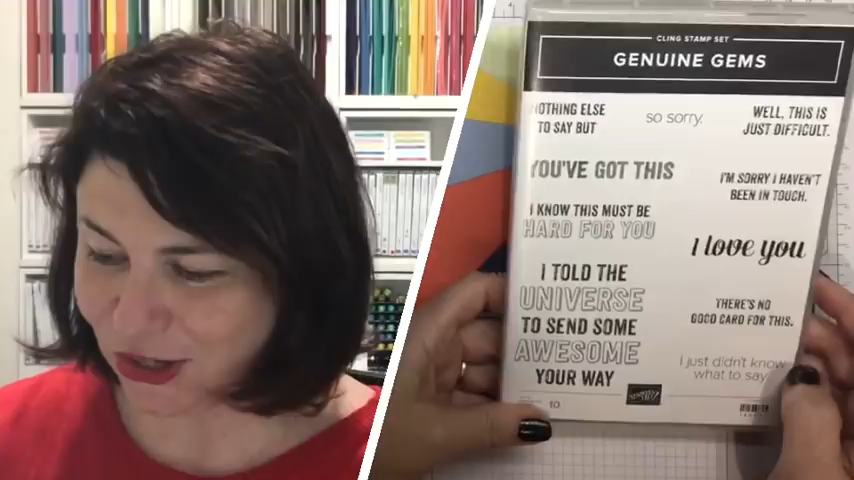 CLING STAMP SET
GENUINE GEMS
NOTHING ELSE
TO SAY BUT
so sorry.
WELL, THIS IS
JUST DIFFICULT.
YOU'VE GOT THIS
I'M SORRY I HAVEN'T
BEEN IN TOUCH.
I KNOW THIS MUST BE
HARD FOR YOU
I love you
I TOLD THE
UNIVERSE
TO SEND SOME
AWESOME
YOUR WAY
THERE'S NO
GOOD CARD FOR THIS.
I just didn't know
what to say
10